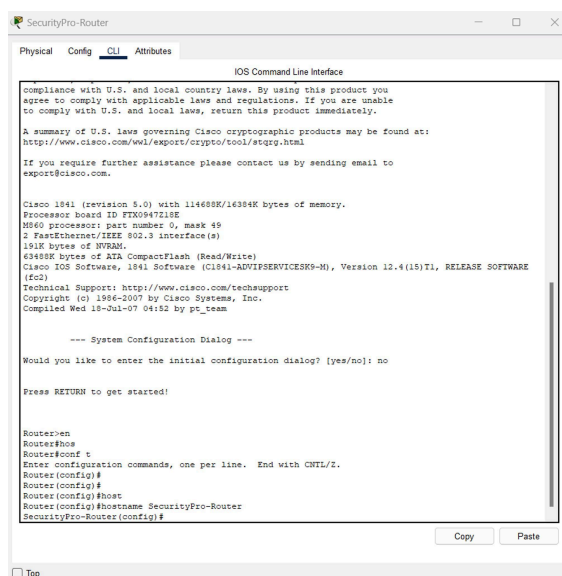 SecurityPro-Router
Physical Config CLI Attributes
IOS Command Line Interface
compliance with U.S. and local country laws. By using this product you
agree to comply with applicable laws and regulations. If you are unable
to comply with U.S. and local laws, return this product immediately.
A summary of U.S. laws governing Cisco cryptographic products may be found at:
http://www.cisco.com/wwl/export/crypto/tool/stqrg.html
If you require further assistance please contact us by sending email to
export@cisco.com.
Cisco 1841 (revision 5.0) with 114688K/16384K bytes of memory.
Processor board ID FTX0947Z18E
M860 processor: part number 0, mask 49
2 FastEthernet/IEEE 802.3 interface(s)
191K bytes of NVRAM.
63488K bytes of ATA CompactFlash (Read/Write)
Cisco IOS Software, 1841 Software (C1841-ADVIPSERVICESK9-M), Version 12.4(15)T1, RELEASE SOFTWARE
(fc2)
Technical Support: http://www.cisco.com/techsupport
Copyright (c) 1986-2007 by Cisco Systems, Inc.
Compiled Wed 18-Jul-07 04:52 by pt_team
--- System Configuration Dialog ---
Would you like to enter the initial configuration dialog? [yes/no]: no
Press RETURN to get started!
Router>en
Router#hos
Router#conf t
Enter configuration commands, one per line. End with CNTL/Z.
Router(config)#
Router(config)#
Router(config)#host
Router(config)#hostname SecurityPro-Router
SecurityPro-Router(config)#
Copy Paste
Top